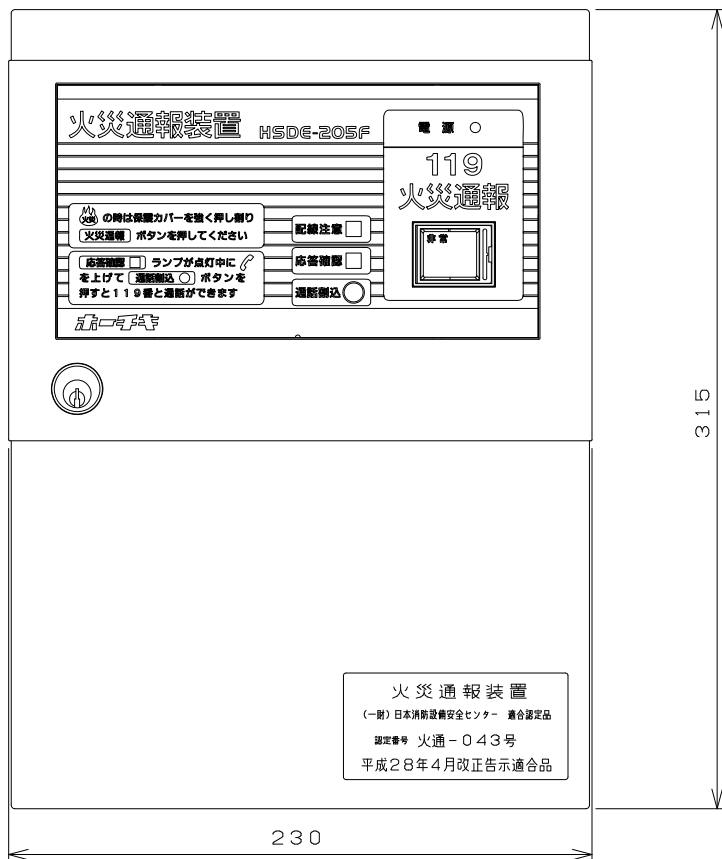 火災通報装置 HSDE-205F
電源
119
火災通報
火災 の時は保護カバーを強く押し割り
火災通報 ボタンを押してください
応答確認 ランプが点灯中に
を上げて 通話割込 ボタンを
押すと119番と通話ができます
配線注意
応答確認
通話割込
非常
ホーチキ
315
火災通報装置
(一財)日本消防設備安全センター 適合認定品
認定番号 火通-043号
平成28年4月改正告示適合品
230